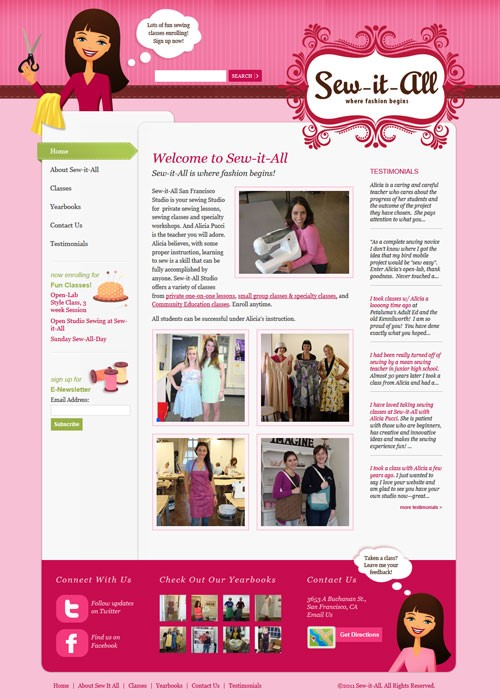 Lots of fun sewing
classes enrolling!
Sign up now!
SEARCH
Sew-it-All
where fashion begins
Home
About Sew-it-All
Classes
Yearbooks
Contact Us
Testimonials
now enrolling for
Fun Classes!
Open-Lab
Style Class, 3
week Session
Open Studio Sewing at Sew-
it-All
Sunday Sew-All-Day
sign up for
E-Newsletter
Email Address:
Subscribe
Welcome to Sew-it-All
Sew-it-All is where fashion begins!
Sew-it-All San Francisco
Studio is your sewing Studio
for private sewing lessons,
sewing classes and specialty
workshops. And Alicia Pucci
is the teacher you will adore.
Alicia believes, with some
proper instruction, learning
to sew is a skill that can be
fully accomplished by
anyone. Sew-it-All Studio
offers a variety of classes
from private one-on-one lessons, small group classes & specialty classes, and
Community Education classes. Enroll anytime.
All students can be successful under Alicia's instruction.
IMAGINE
TESTIMONIALS
Alicia is a caring and careful
teacher who cares about the
progress of her students and
the outcome of the project
they have chosen. She pays
attention to what you...
"As a complete sewing novice
I don't know where I got the
idea that my bird mobile
project would be "sew easy".
Enter Alicia's open-lab, thank
goodness. Never touched a...
I took classes w/ Alicia a
loooong time ago at
Petaluma's Adult Ed and the
old Kennworth! I am so
proud of you! You have done
exactly what you hoped...
I had been really turned off of
sewing by a mean sewing
teacher in junior high school.
Almost 30 years later I took a
class from Alicia and had a...
I have loved taking sewing
classes at Sew-it-All with
Alicia Pucci. She is patient
with those who are beginners,
has creative and innovative
ideas and makes the sewing
experience fun! ...
I took a class with Alicia a few
years ago. I just wanted to
say I love your website and
am glad to see you have your
own studio now—great...
more testimonials >
Connect With Us
Follow updates
on Twitter
Find us on
Facebook
Check Out Our Yearbooks
Contact Us
3653 A Buchanan St.,
San Francisco, CA
Email Us
Get Directions
Taken a class?
Leave me your
feedback!
Home | About Sew It All | Classes | Yearbooks | Contact Us | Testimonials
©2011 Sew-it-All. All Rights Reserved.